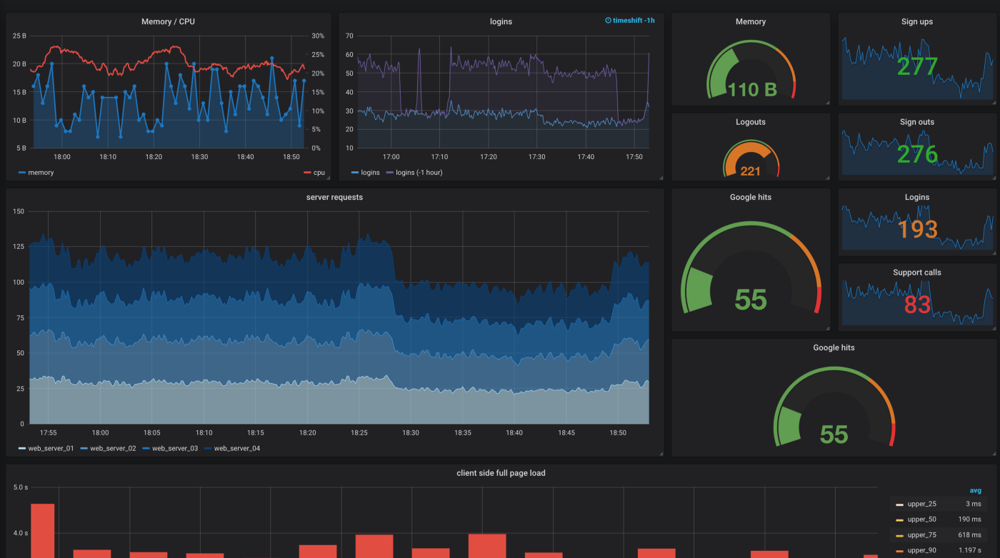 Memory / CPU
25 B
20 B
15 B
10 B
5 B
30%
25%
20%
15%
10%
5%
0%
18:00 18:10 18:20 18:30 18:40 18:50
memory cpu
logins
timeshift -1h
70
60
50
40
30
20
10
17:00 17:10 17:20 17:30 17:40 17:50
logins logins (-1 hour)
Memory
110 B
Sign ups
277
Logouts
221
Sign outs
276
server requests
150
125
100
75
50
25
0
17:55 18:00 18:05 18:10 18:15 18:20 18:25 18:30 18:35 18:40 18:45 18:50
web_server_01 web_server_02 web_server_03 web_server_04
Google hits
55
Logins
193
Support calls
83
Google hits
55
client side full page load
5.0 s
4.0 s
avg
upper_25 3 ms
upper_50 190 ms
upper_75 618 ms
upper_90 1.197 s